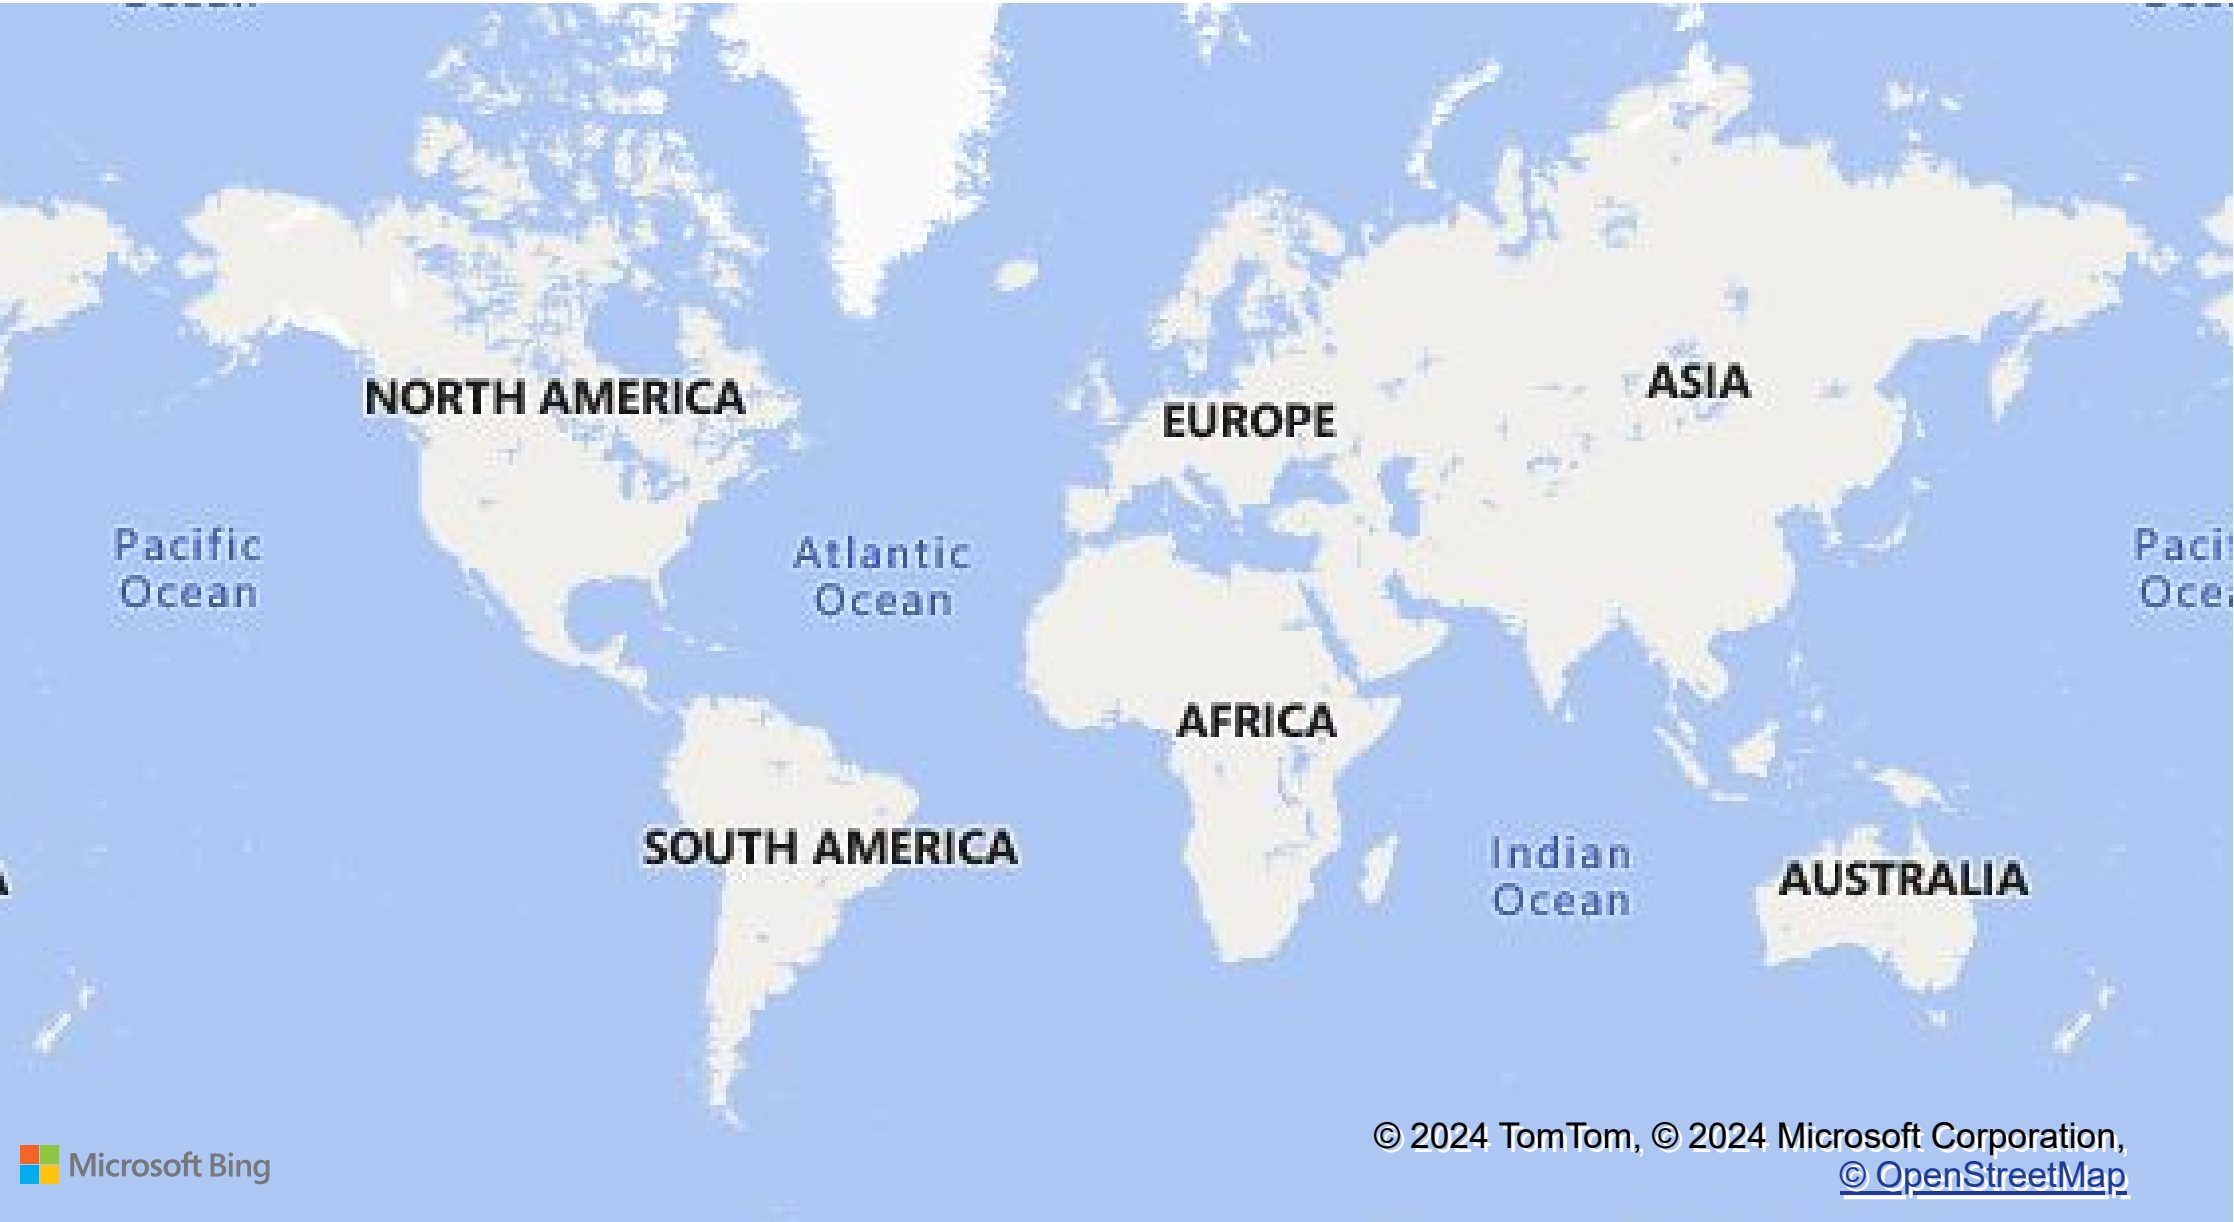 NORTH AMERICA
ASIA
EUROPE
Pacific
Ocean
Atlantic
Ocean
AFRICA
SOUTH AMERICA
Indian
Ocean
AUSTRALIA
Microsoft Bing
© 2024 TomTom, © 2024 Microsoft Corporation,
© OpenStreetMap